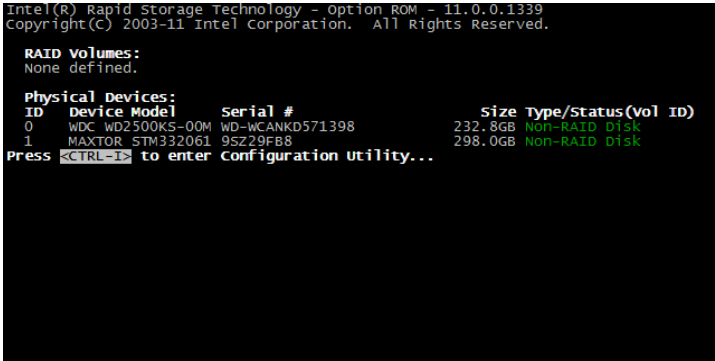 Intel(R) Rapid Storage Technology - Option ROM - 11.0.0.1339
Copyright(C) 2003-11 Intel Corporation. All Rights Reserved.
RAID Volumes:
None defined.
Physical Devices:
ID Device Model Serial # Size Type/Status(Vol ID)
0 WDC WD2500KS-00M WD-WCANKD571398 232.8GB Non-RAID Disk
1 MAXTOR STM332061 9SZ29FB8 298.0GB Non-RAID Disk
Press <CTRL-I> to enter Configuration Utility...